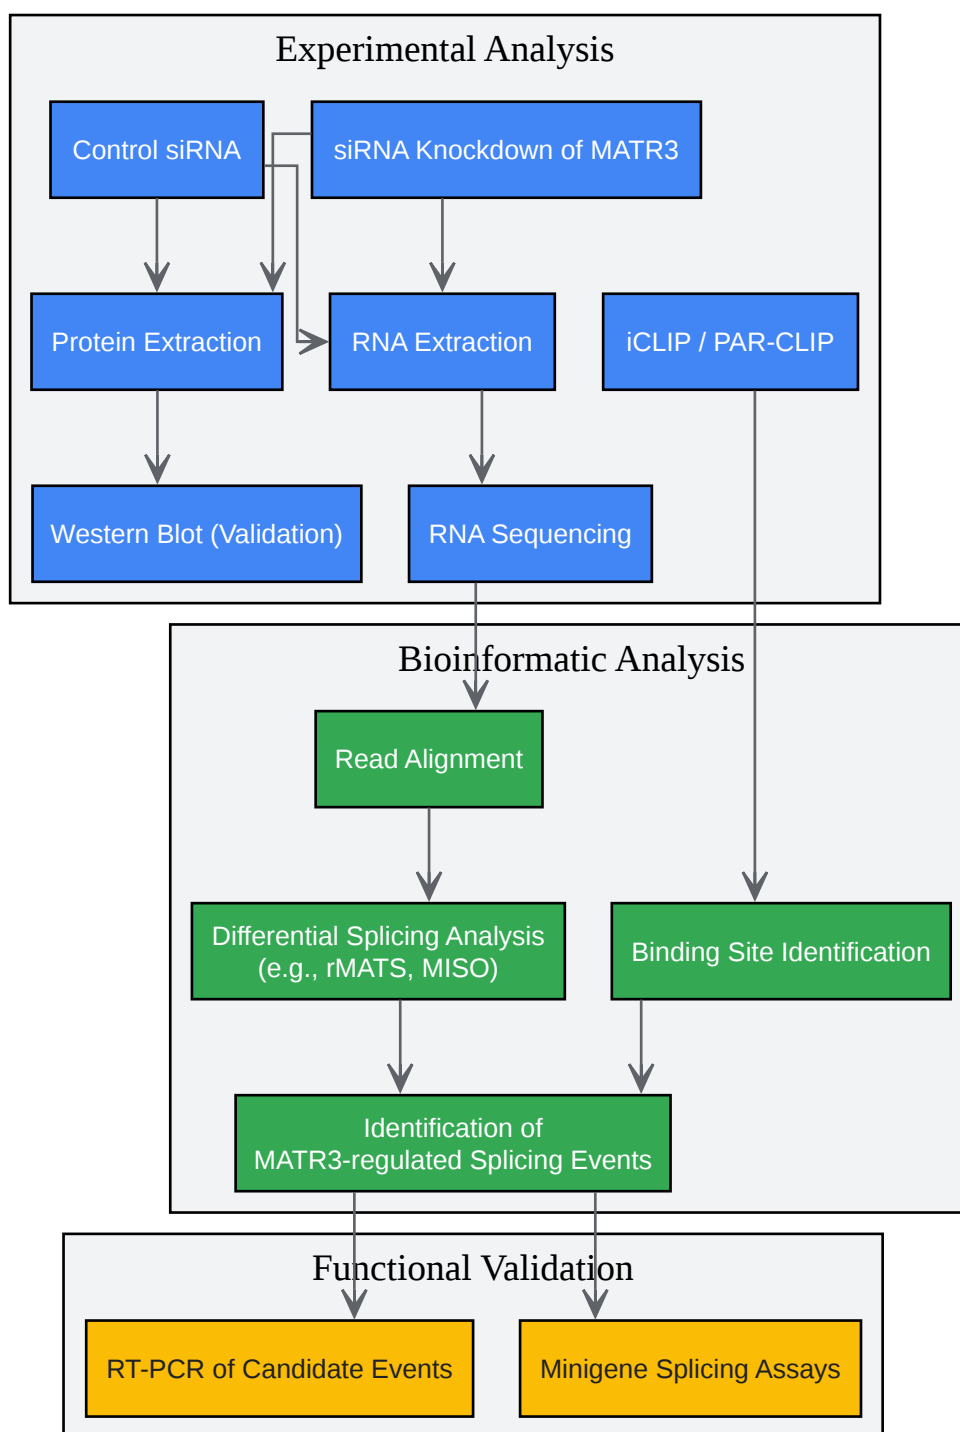 Experimental Analysis
Control siRNA
siRNA Knockdown of MATR3
Protein Extraction
RNA Extraction
iCLIP / PAR-CLIP
Western Blot (Validation)
RNA Sequencing
Bioinformatic Analysis
Read Alignment
Differential Splicing Analysis
(e.g., rMATS, MISO)
Binding Site Identification
Identification of
MATR3-regulated Splicing Events
Functional Validation
RT-PCR of Candidate Events
Minigene Splicing Assays